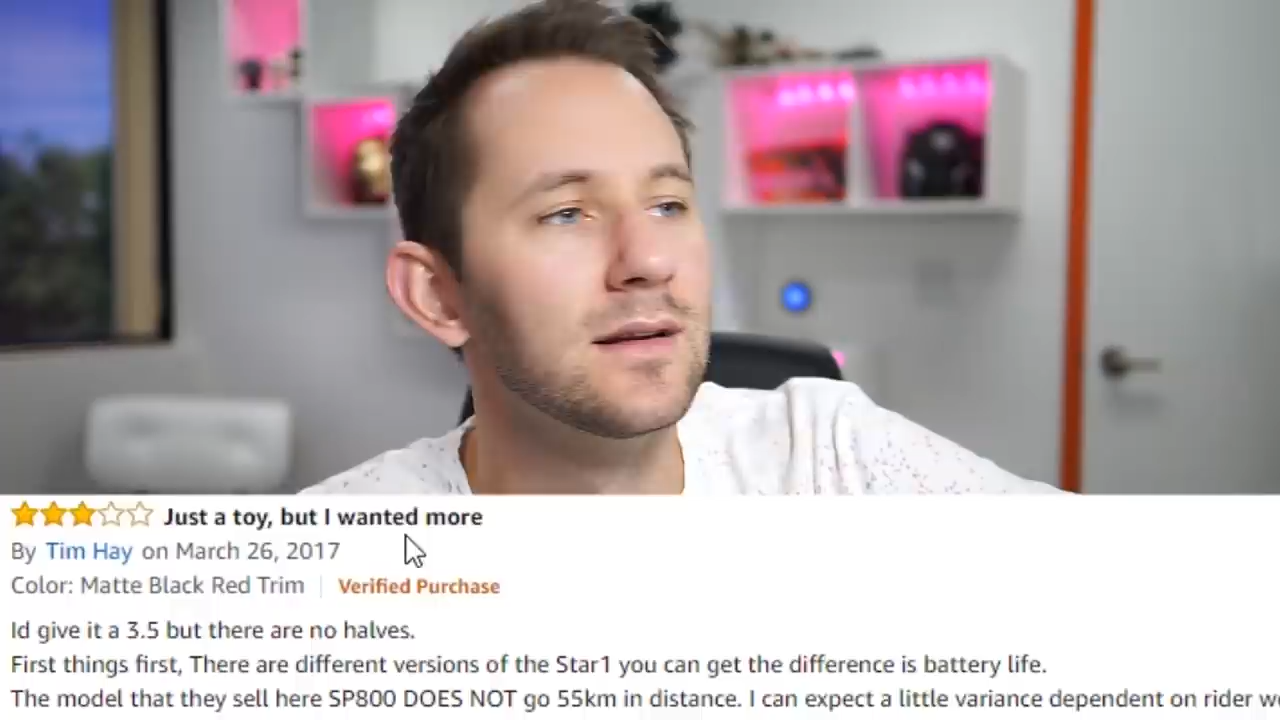 Just a toy, but I wanted more
By Tim Hay on March 26, 2017
Color: Matte Black Red Trim | Verified Purchase
Id give it a 3.5 but there are no halves.
First things first, There are different versions of the Star1 you can get the difference is battery life.
The model that they sell here SP800 DOES NOT go 55km in distance. I can expect a little variance dependent on rider